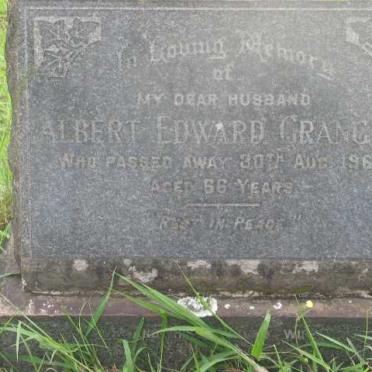 In Loving Memory
of
MY DEAR HUSBAND
ALBERT EDWARD GRANG
WHO PASSED AWAY 30TH AUG. 196
AGED 66 YEARS
"REST IN PEACE"